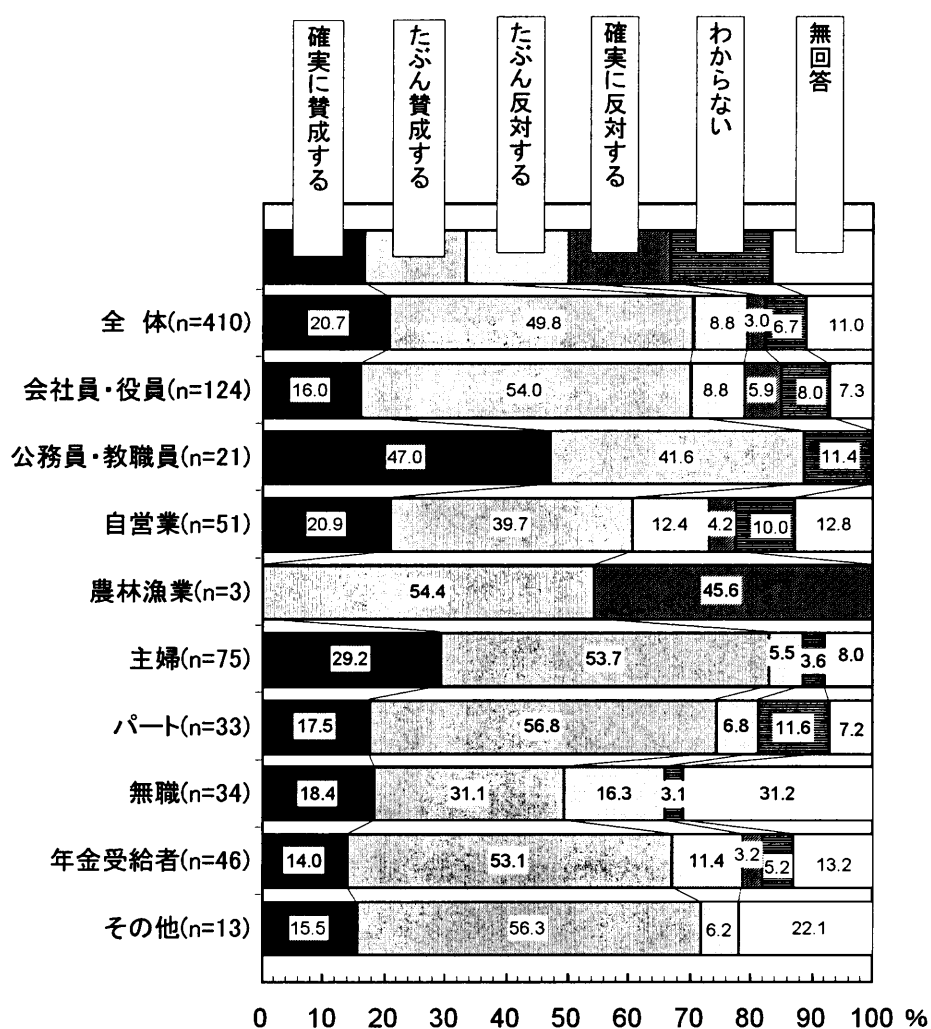 確実に賛成する
たぶん賛成する
たぶん反対する
確実に反対する
わからない
無回答
全 体(n=410) 20.7 49.8 8.8 3.0 6.7 11.0
会社員・役員(n=124) 16.0 54.0 8.8 5.9 8.0 7.3
公務員・教職員(n=21) 47.0 41.6 11.4
自営業(n=51) 20.9 39.7 12.4 4.2 10.0 12.8
農林漁業(n=3) 54.4 45.6
主婦(n=75) 29.2 53.7 5.5 3.6 8.0
パート(n=33) 17.5 56.8 6.8 11.6 7.2
無職(n=34) 18.4 31.1 16.3 3.1 31.2
年金受給者(n=46) 14.0 53.1 11.4 3.2 5.2 13.2
その他(n=13) 15.5 56.3 6.2 22.1
0 10 20 30 40 50 60 70 80 90 100 %